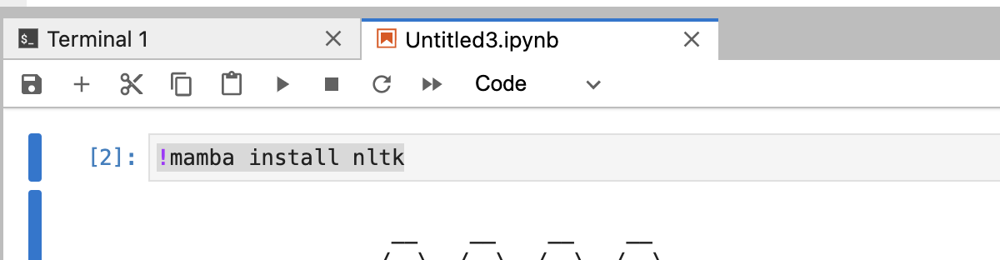 $_ Terminal 1
Untitled3.ipynb
Code
[2]: !mamba install nltk